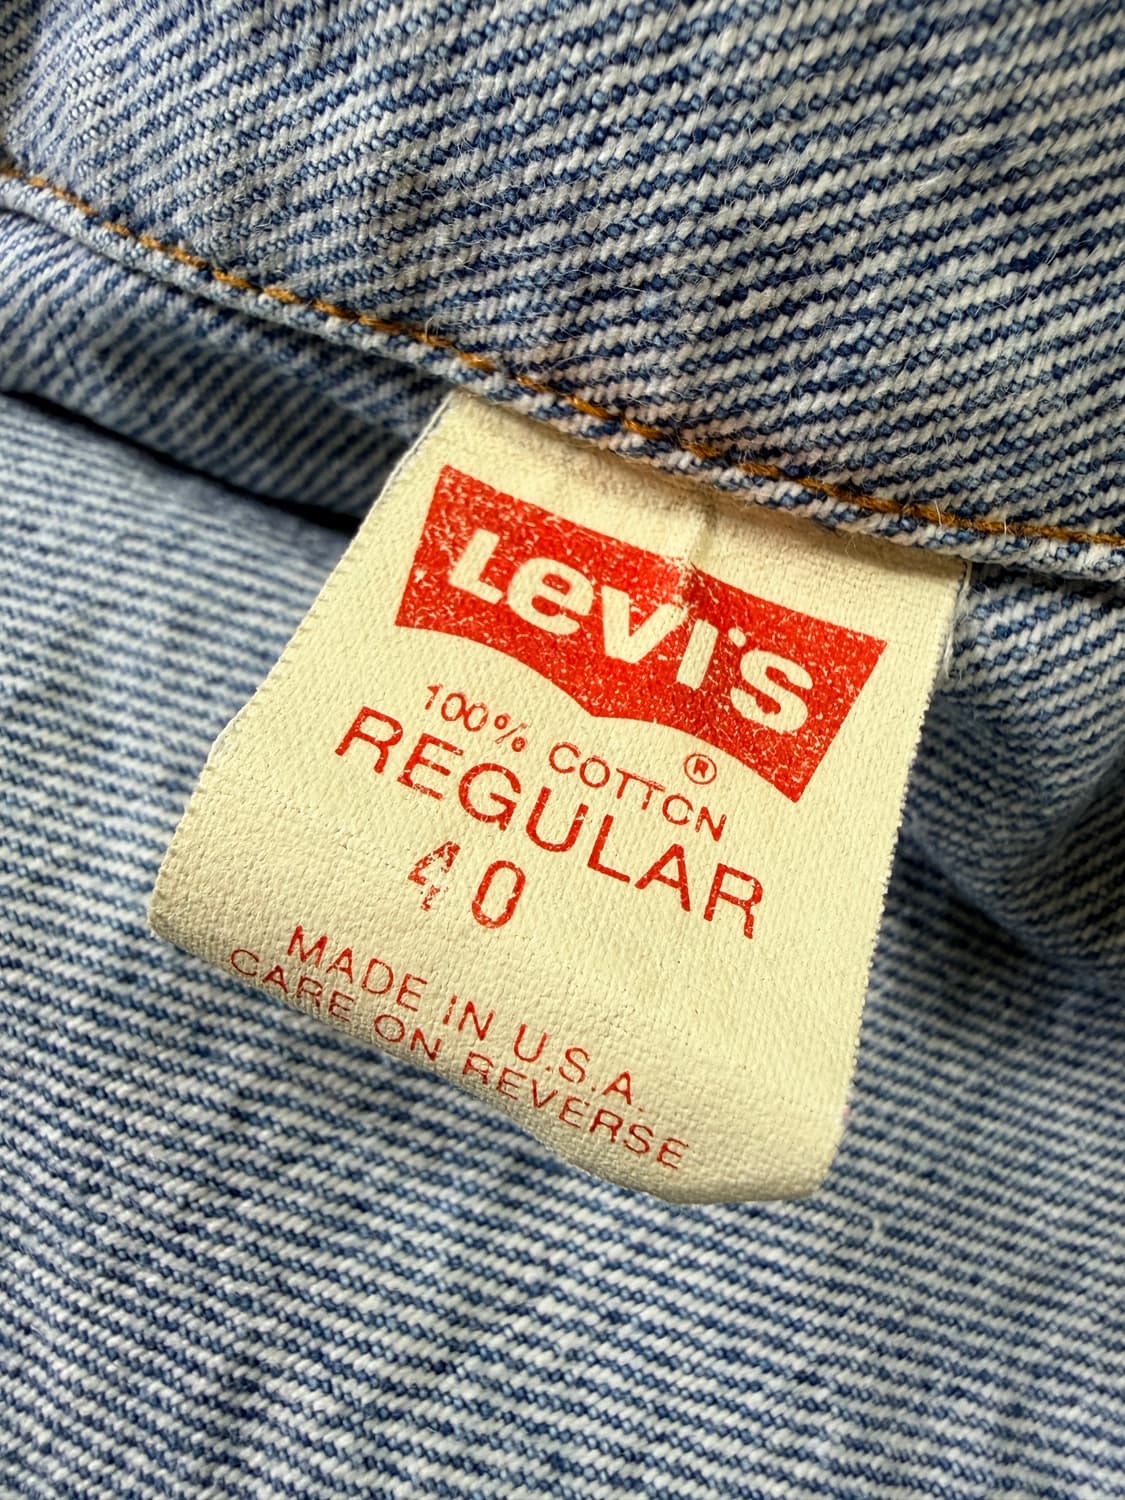 Levi's
®
100% COTTON
REGULAR
40
MADE IN U.S.A.
CARE ON REVERSE